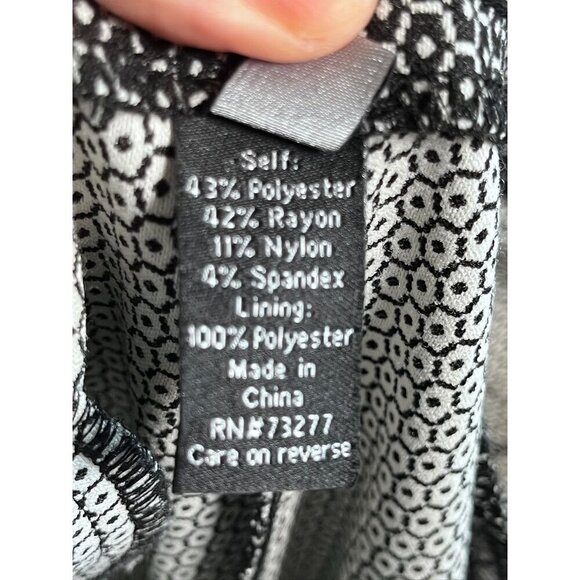 Self:
43% Polyester
42% Rayon
11% Nylon
4% Spandex
Lining:
100% Polyester
Made in
China
RN#73277
Care on reverse